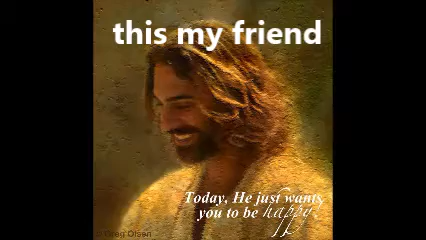 this my friend
Today, He just wants,
you to be happy
© Greg Olsen